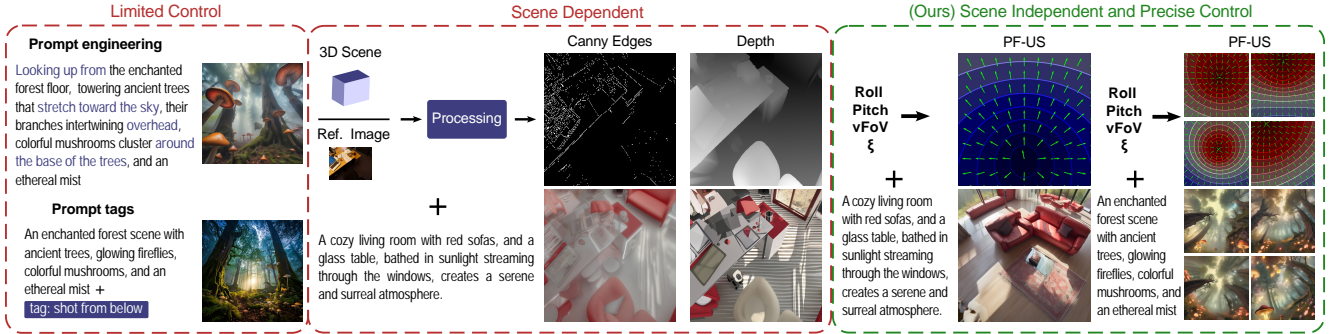 Limited Control
Prompt engineering
Looking up from the enchanted
forest floor, towering ancient trees
that stretch toward the sky, their
branches intertwining overhead,
colorful mushrooms cluster around
the base of the trees, and an
ethereal mist
Prompt tags
An enchanted forest scene with
ancient trees, glowing fireflies,
colorful mushrooms, and an
ethereal mist +
tag: shot from below
Scene Dependent
3D Scene
Ref. Image
Processing
Canny Edges
Depth
+
A cozy living room with red sofas, and a
glass table, bathed in sunlight streaming
through the windows, creates a serene
and surreal atmosphere.
(Ours) Scene Independent and Precise Control
Roll
Pitch
vFoV
ξ
+
A cozy living room
with red sofas, and a
glass table, bathed in
sunlight streaming
through the windows,
creates a serene and
surreal atmosphere.
PF-US
Roll
Pitch
vFoV
ξ
+
An enchanted
forest scene
with ancient
trees, glowing
fireflies, colorful
mushrooms, and
an ethereal mist
PF-US